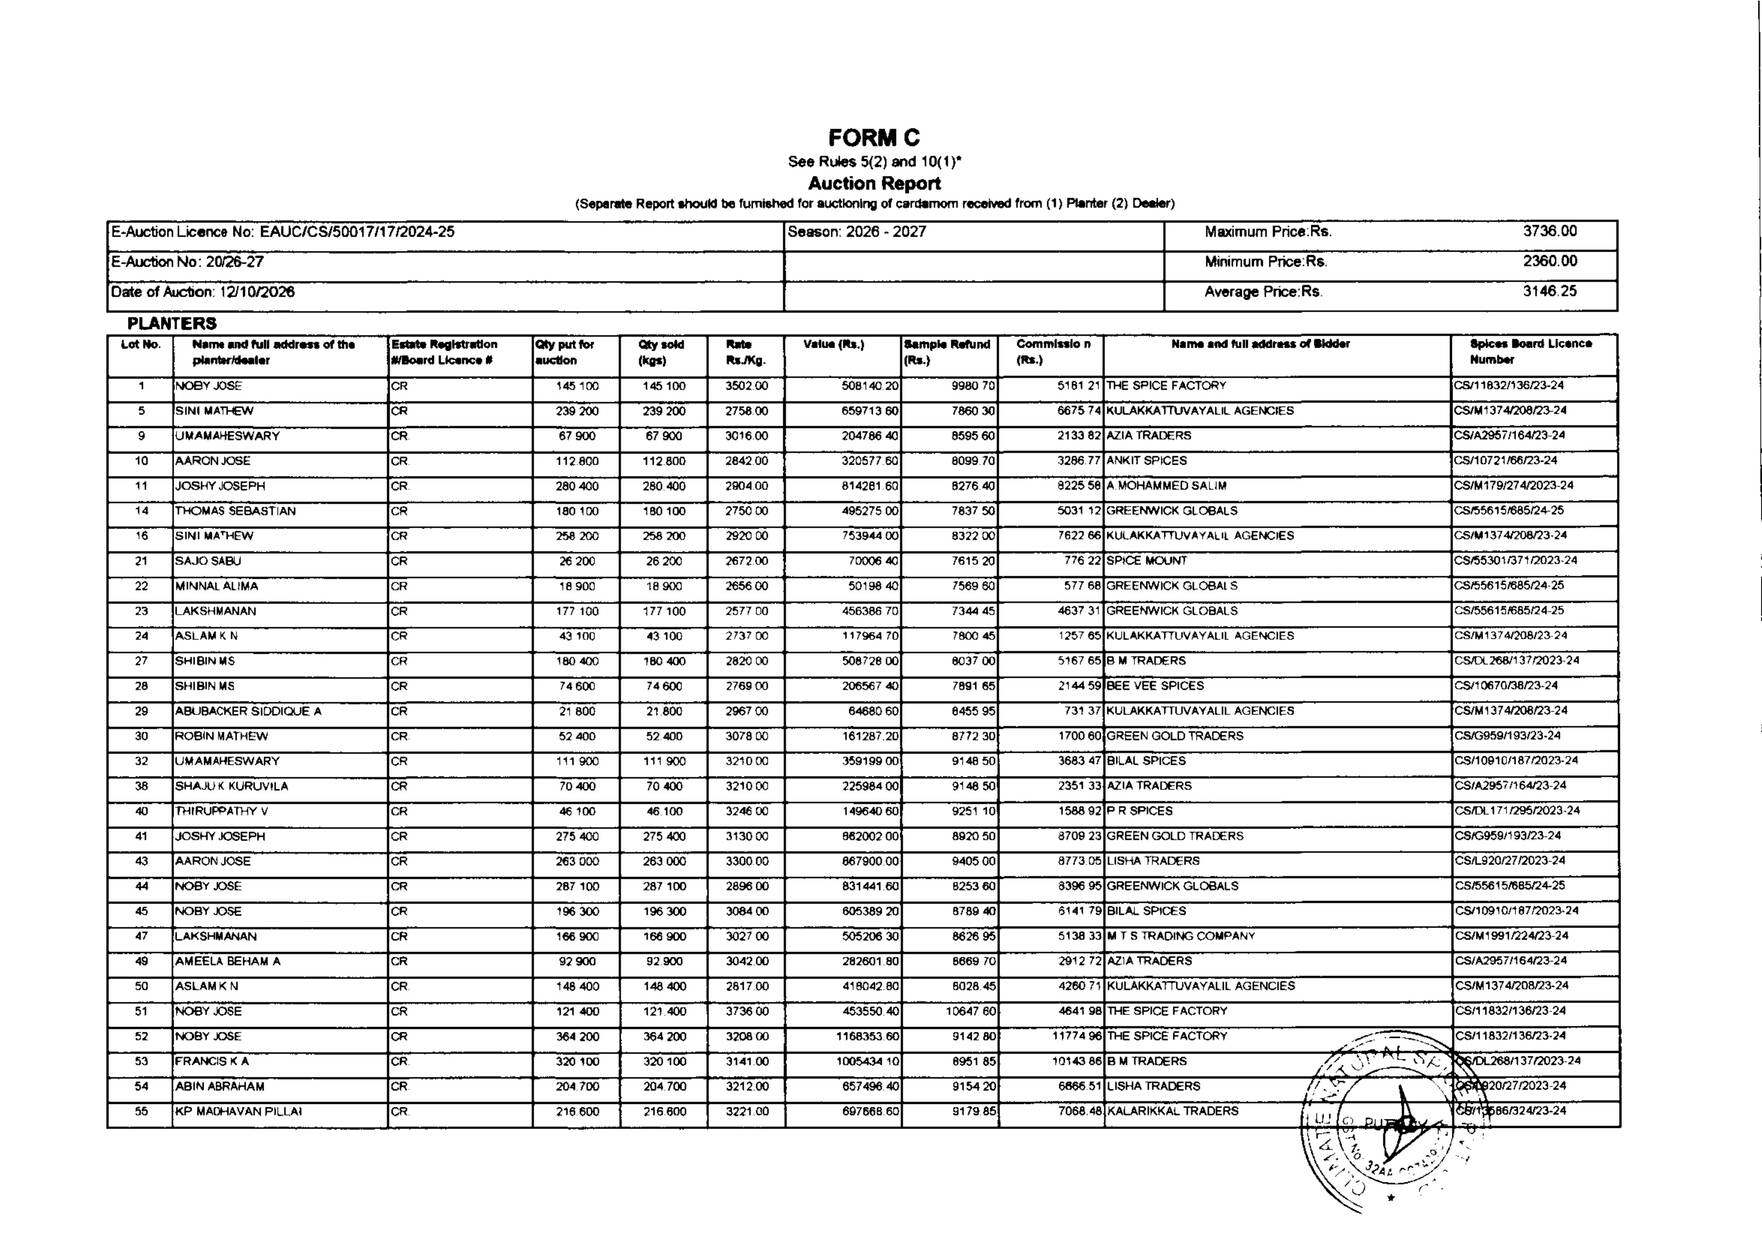 FORM C
See Rules 5(2) and 10(1)*
Auction Report
(Separate Report should be furnished for auctioning of cardamom received from (1) Planter (2) Dealer)
E-Auction Licence No: EAUC/CS/50017/17/2024-25 Season: 2026 - 2027 Maximum Price:Rs. 3736.00
E-Auction No: 20/26-27 Minimum Price:Rs. 2360.00
Date of Auction: 12/10/2026 Average Price:Rs. 3146.25
PLANTERS
Lot No. Name and full address of the planter/dealer Estate Registration #/Board Licence # Qty put for auction Qty sold (kgs) Rate Rs./Kg. Value (Rs.) Sample Refund (Rs.) Commissio n (Rs.) Name and full address of Bidder Spices Board Licence Number
1 NOBY JOSE CR 145 100 145 100 3502.00 508140.20 9980 70 5181 21 THE SPICE FACTORY CS/11832/136/23-24
5 SINI MATHEW CR 239 200 239 200 2758.00 659713 60 7860 30 6675 74 KULAKKATTUVAYALIL AGENCIES CS/M1374/208/23-24
9 UMAMAHESWARY CR. 67 900 67 900 3016.00 204786 40 8595 60 2133 82 AZIA TRADERS CS/A2957/164/23-24
10 AARON JOSE CR. 112.800 112.800 2842.00 320577.60 8099.70 3286.77 ANKIT SPICES CS/10721/66/23-24
11 JOSHY JOSEPH CR. 280 400 280.400 2904.00 814281.60 8276.40 8225 58 A MOHAMMED SALIM CS/M179/274/2023-24
14 THOMAS SEBASTIAN CR 180 100 180 100 2750 00 495275 00 7837 50 5031 12 GREENWICK GLOBALS CS/55615/685/24-25
16 SINI MATHEW CR 258 200 258 200 2920 00 753944 00 8322 00 7622 66 KULAKKATTUVAYALIL AGENCIES CS/M1374/208/23-24
21 SAJO SABU CR 26 200 26 200 2672.00 70006 40 7615 20 776 22 SPICE MOUNT CS/55301/371/2023-24
22 MINNAL ALIMA CR 18 900 18 900 2656 00 50198 40 7569 60 577 68 GREENWICK GLOBALS CS/55615/685/24-25
23 LAKSHMANAN CR 177 100 177 100 2577 00 456386 70 7344 45 4637 31 GREENWICK GLOBALS CS/55615/685/24-25
24 ASLAM K N CR 43 100 43 100 2737 00 117964 70 7800 45 1257 65 KULAKKATTUVAYALIL AGENCIES CS/M1374/208/23-24
27 SHIBIN MS CR 180 400 180 400 2820 00 508728 00 8037 00 5167 65 B M TRADERS CS/DL268/137/2023-24
28 SHIBIN MS CR 74 600 74 600 2769 00 206567 40 7891 65 2144 59 BEE VEE SPICES CS/10670/38/23-24
29 ABUBACKER SIDDIQUE A CR 21 800 21.800 2967 00 64680 60 8455 95 731 37 KULAKKATTUVAYALIL AGENCIES CS/M1374/208/23-24
30 ROBIN MATHEW CR. 52 400 52.400 3078 00 161287.20 8772 30 1700 60 GREEN GOLD TRADERS CS/G959/193/23-24
32 UMAMAHESWARY CR. 111 900 111 900 3210 00 359199 00 9148 50 3683 47 BILAL SPICES CS/10910/187/2023-24
38 SHAJU K KURUVILA CR 70 400 70 400 3210 00 225984 00 9148 50 2351 33 AZIA TRADERS CS/A2957/164/23-24
40 THIRUPPATHY V CR 46 100 46.100 3246 00 149640 60 9251 10 1588 92 P R SPICES CS/DL171/295/2023-24
41 JOSHY JOSEPH CR 275 400 275 400 3130 00 862002 00 8920 50 8709 23 GREEN GOLD TRADERS CS/G959/193/23-24
43 AARON JOSE CR 263 000 263 000 3300.00 867900 00 9405 00 8773 05 LISHA TRADERS CS/L920/27/2023-24
44 NOBY JOSE CR 287 100 287 100 2896 00 831441.60 8253 60 8396 95 GREENWICK GLOBALS CS/55615/685/24-25
45 NOBY JOSE CR 196 300 196 300 3084 00 605389 20 8789 40 6141 79 BILAL SPICES CS/10910/187/2023-24
47 LAKSHMANAN CR 166 900 166 900 3027 00 505206 30 8626 95 5138 33 M T S TRADING COMPANY CS/M1991/224/23-24
49 AMEELA BEHAM A CR 92 900 92 900 3042.00 282601.80 8669 70 2912 72 AZIA TRADERS CS/A2957/164/23-24
50 ASLAM K N CR. 148 400 148 400 2817.00 418042.80 8028.45 4260 71 KULAKKATTUVAYALIL AGENCIES CS/M1374/208/23-24
51 NOBY JOSE CR 121 400 121.400 3736 00 453550.40 10647 60 4641 98 THE SPICE FACTORY CS/11832/136/23-24
52 NOBY JOSE CR 364 200 364 200 3208 00 1168353 60 9142 80 11774 96 THE SPICE FACTORY CS/11832/136/23-24
53 FRANCIS K A CR. 320 100 320 100 3141.00 1005434 10 8951 85 10143 86 B M TRADERS CS/DL268/137/2023-24
54 ABIN ABRAHAM CR. 204.700 204.700 3212.00 657496.40 9154 20 6866.51 LISHA TRADERS CS/L920/27/2023-24
55 KP MADHAVAN PILLAI CR. 216.600 216.600 3221.00 697668.60 9179.85 7068.48 KALARIKKAL TRADERS CS/13586/324/23-24
NATURAL